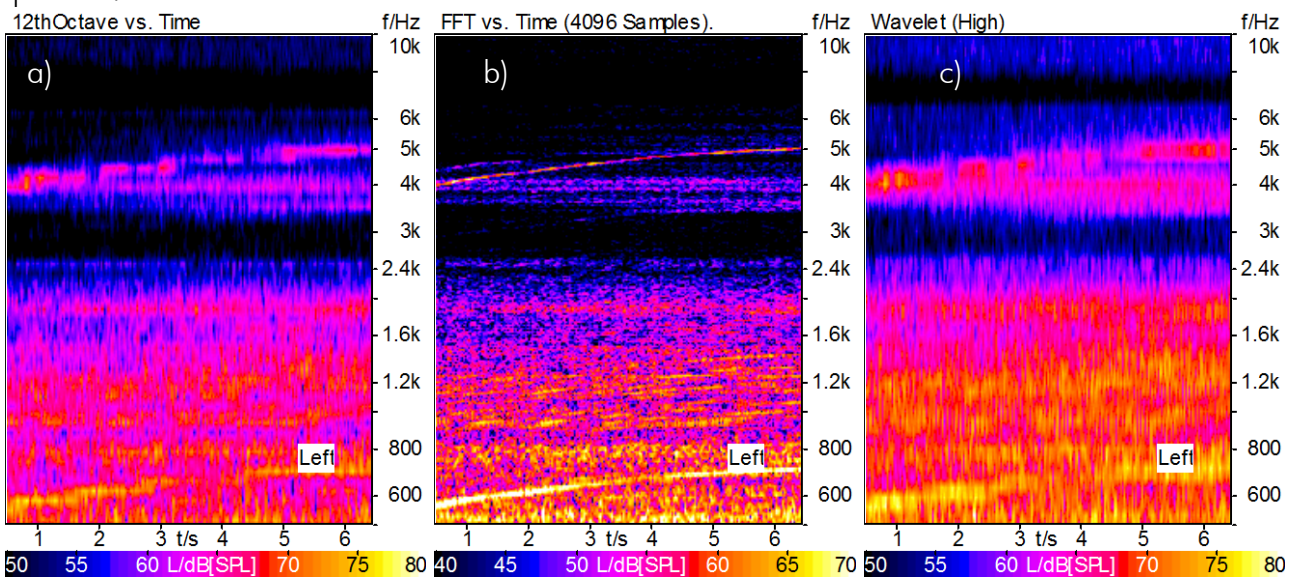 12thOctave vs. Time f/Hz
a)
10k
6k
5k
4k
3k
2.4k
1.6k
1.2k
800
600
Left
1 2 3 t/s 4 5 6
50 55 60 L/dB[SPL] 70 75 80
FFT vs. Time (4096 Samples). f/Hz
b)
10k
6k
5k
4k
3k
2.4k
1.6k
1.2k
800
600
Left
1 2 3 t/s 4 5 6
40 45 50 L/dB[SPL] 60 65 70
Wavelet (High) f/Hz
c)
10k
6k
5k
4k
3k
2.4k
1.6k
1.2k
800
600
Left
1 2 3 t/s 4 5 6
50 55 60 L/dB[SPL] 70 75 80